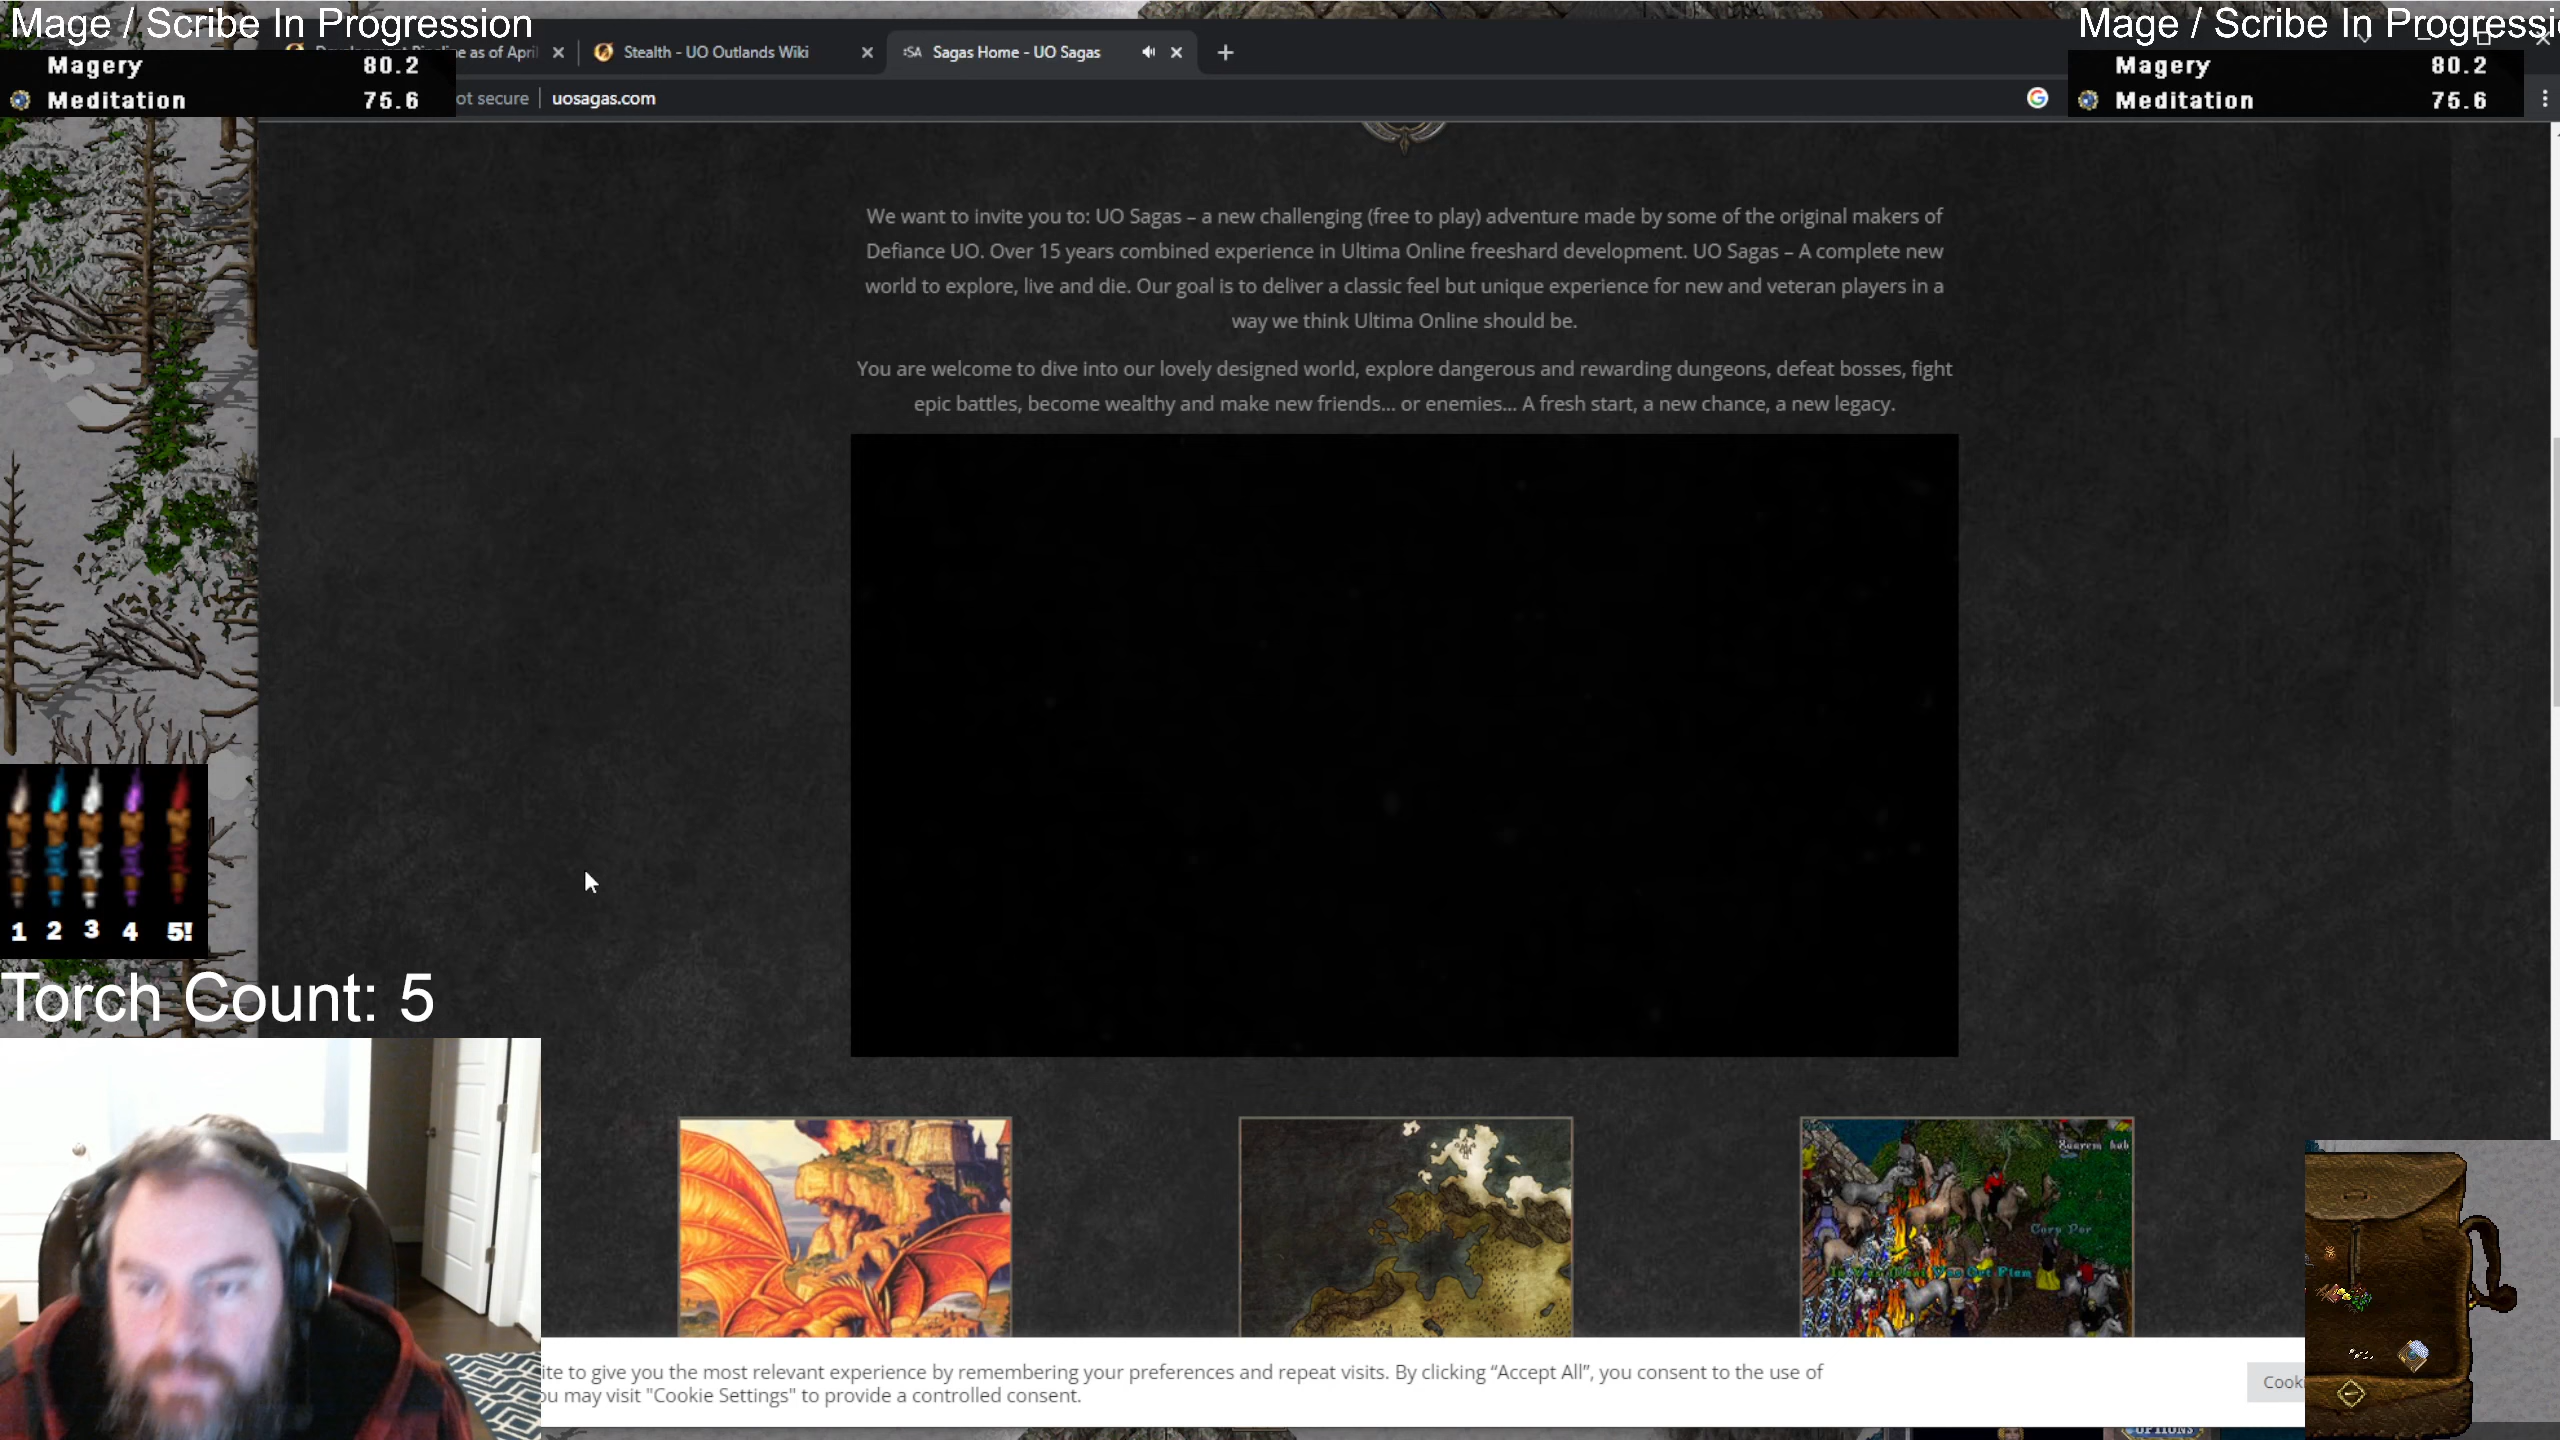 Mage / Scribe In Progression
Mage / Scribe In Progressi
e as of April
Stealth - UO Outlands Wiki
Sagas Home - UO Sagas
Magery 80.2
Meditation 75.6
ot secure
uosagas.com
Magery 80.2
Meditation 75.6
We want to invite you to: UO Sagas – a new challenging (free to play) adventure made by some of the original makers of
Defiance UO. Over 15 years combined experience in Ultima Online freeshard development. UO Sagas – A complete new
world to explore, live and die. Our goal is to deliver a classic feel but unique experience for new and veteran players in a
way we think Ultima Online should be.
You are welcome to dive into our lovely designed world, explore dangerous and rewarding dungeons, defeat bosses, fight
epic battles, become wealthy and make new friends... or enemies... A fresh start, a new chance, a new legacy.
1 2 3 4 5!
Torch Count: 5
Corp Por
ite to give you the most relevant experience by remembering your preferences and repeat visits. By clicking “Accept All”, you consent to the use of
ou may visit "Cookie Settings" to provide a controlled consent.
Cooki
OPTIONS